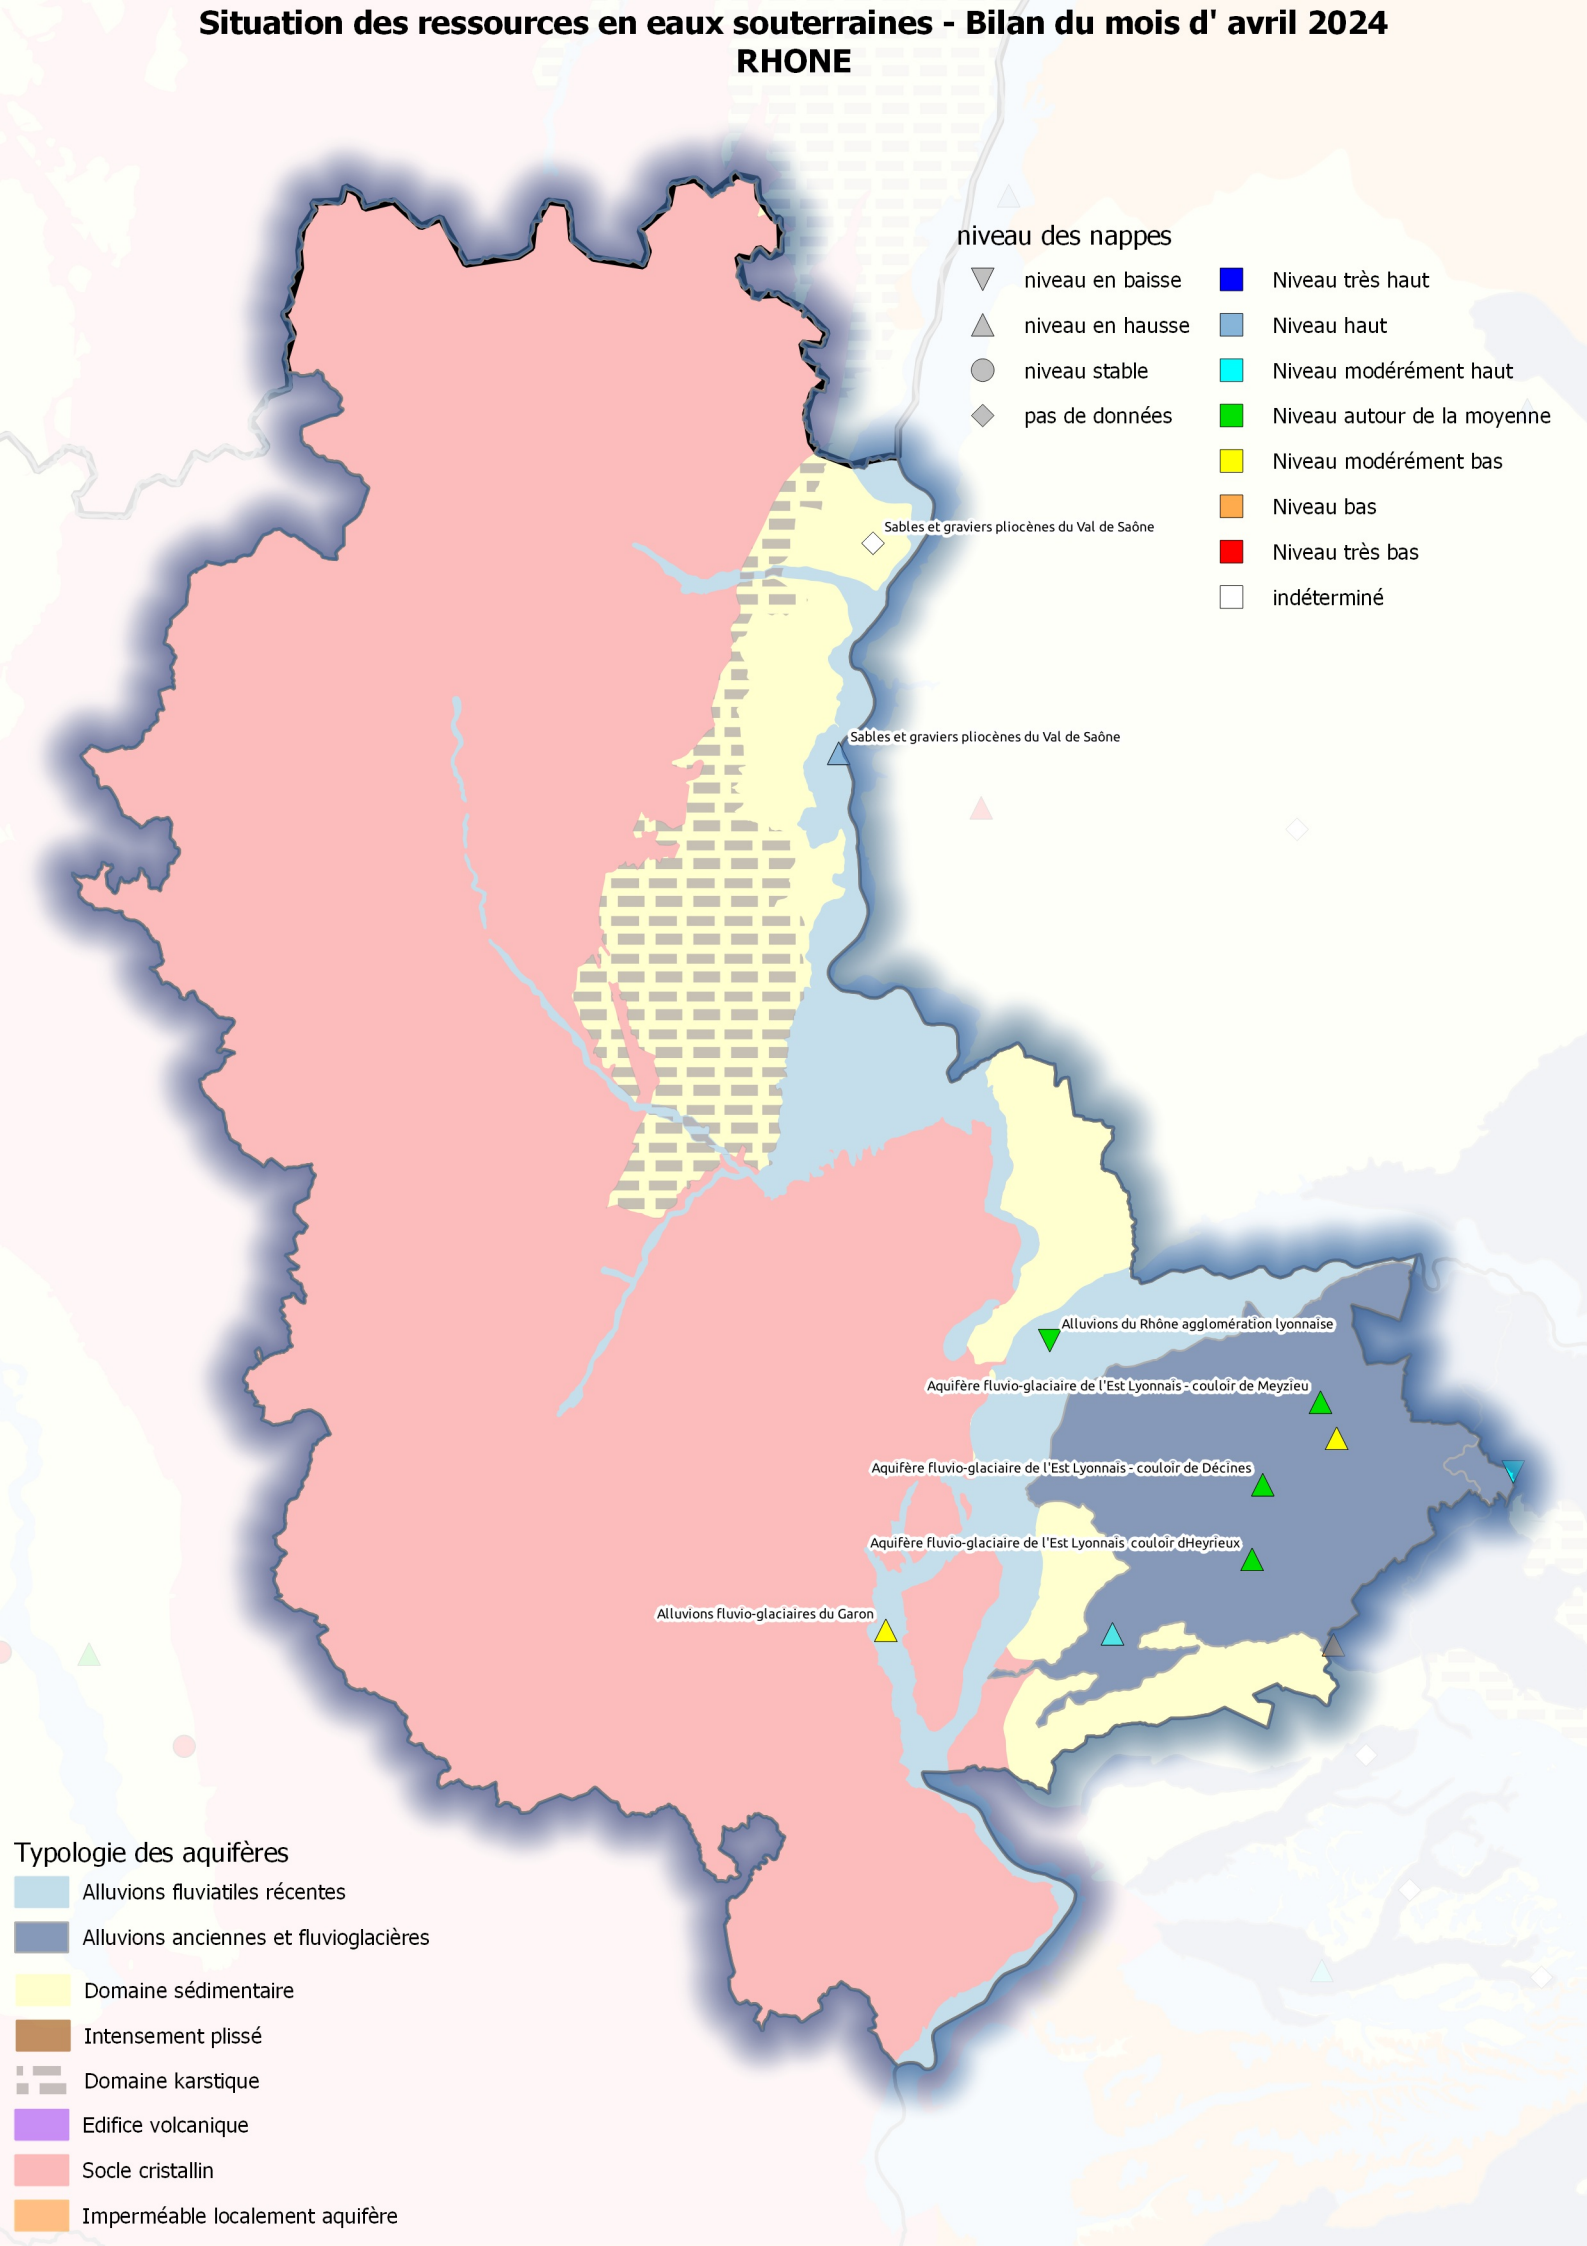 Situation des ressources en eaux souterraines - Bilan du mois d' avril 2024
RHONE
niveau des nappes
niveau en baisse
niveau en hausse
niveau stable
pas de données
Niveau très haut
Niveau haut
Niveau modérément haut
Niveau autour de la moyenne
Niveau modérément bas
Niveau bas
Niveau très bas
indéterminé
Sables et graviers pliocènes du Val de Saône
Sables et graviers pliocènes du Val de Saône
Alluvions du Rhône agglomération lyonnaise
Aquifère fluvio-glaciaire de l'Est Lyonnais - couloir de Meyzieu
Aquifère fluvio-glaciaire de l'Est Lyonnais - couloir de Décines
Aquifère fluvio-glaciaire de l'Est Lyonnais couloir dHeyrieux
Alluvions fluvio-glaciaires du Garon
Typologie des aquifères
Alluvions fluviatiles récentes
Alluvions anciennes et fluvioglacières
Domaine sédimentaire
Intensement plissé
Domaine karstique
Edifice volcanique
Socle cristallin
Imperméable localement aquifère